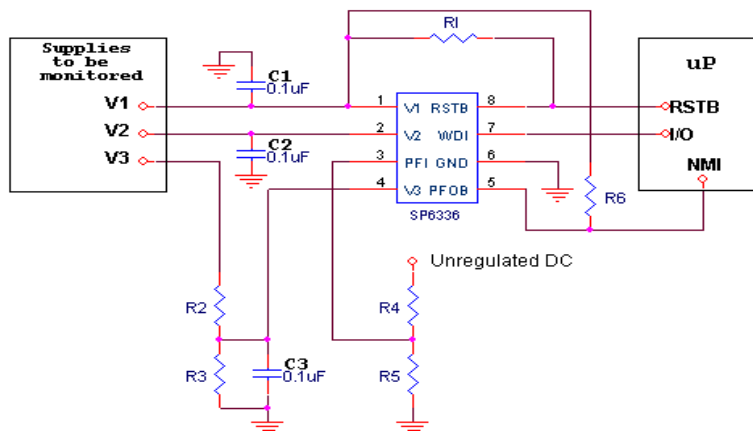 Supplies
to be
monitored
V1
V2
V3
C1
0.1uF
C2
0.1uF
R1
1
2
3
4
V1 RSTB
V2 WDI
PFI GND
V3 PFOB
8
7
6
5
SP6336
uP
RSTB
I/O
NMI
R6
Unregulated DC
R2
R3
C3
0.1uF
R4
R5